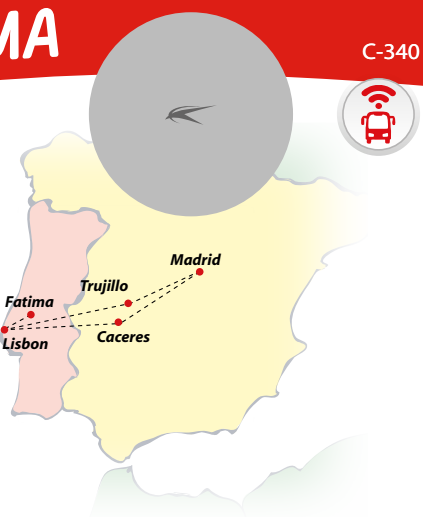 MA
C-340
Madrid
Trujillo
Fatima
Caceres
Lisbon